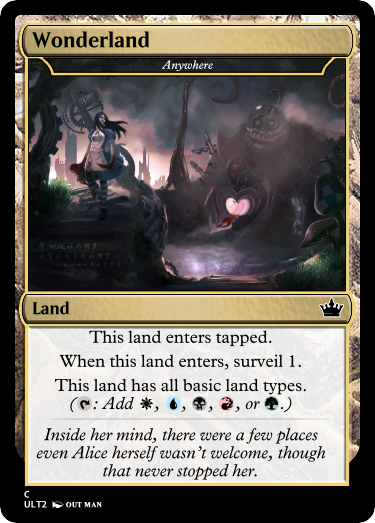 Wonderland
Anywhere
Land
This land enters tapped.
When this land enters, surveil 1.
This land has all basic land types.
(: Add , , , , or .)
Inside her mind, there were a few places
even Alice herself wasn't welcome, though
that never stopped her.
C
ULT2 OUT MAN